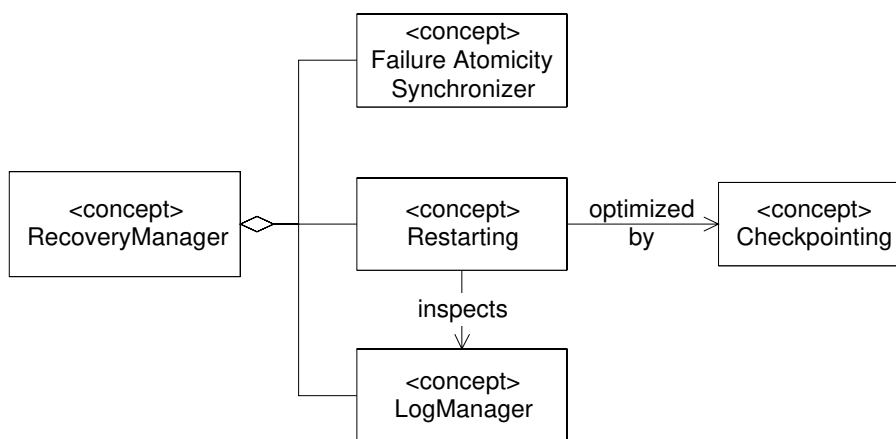 <concept>
Failure Atomicity
Synchronizer
<concept>
RecoveryManager
<concept>
Restarting
optimized
by
<concept>
Checkpointing
inspects
<concept>
LogManager